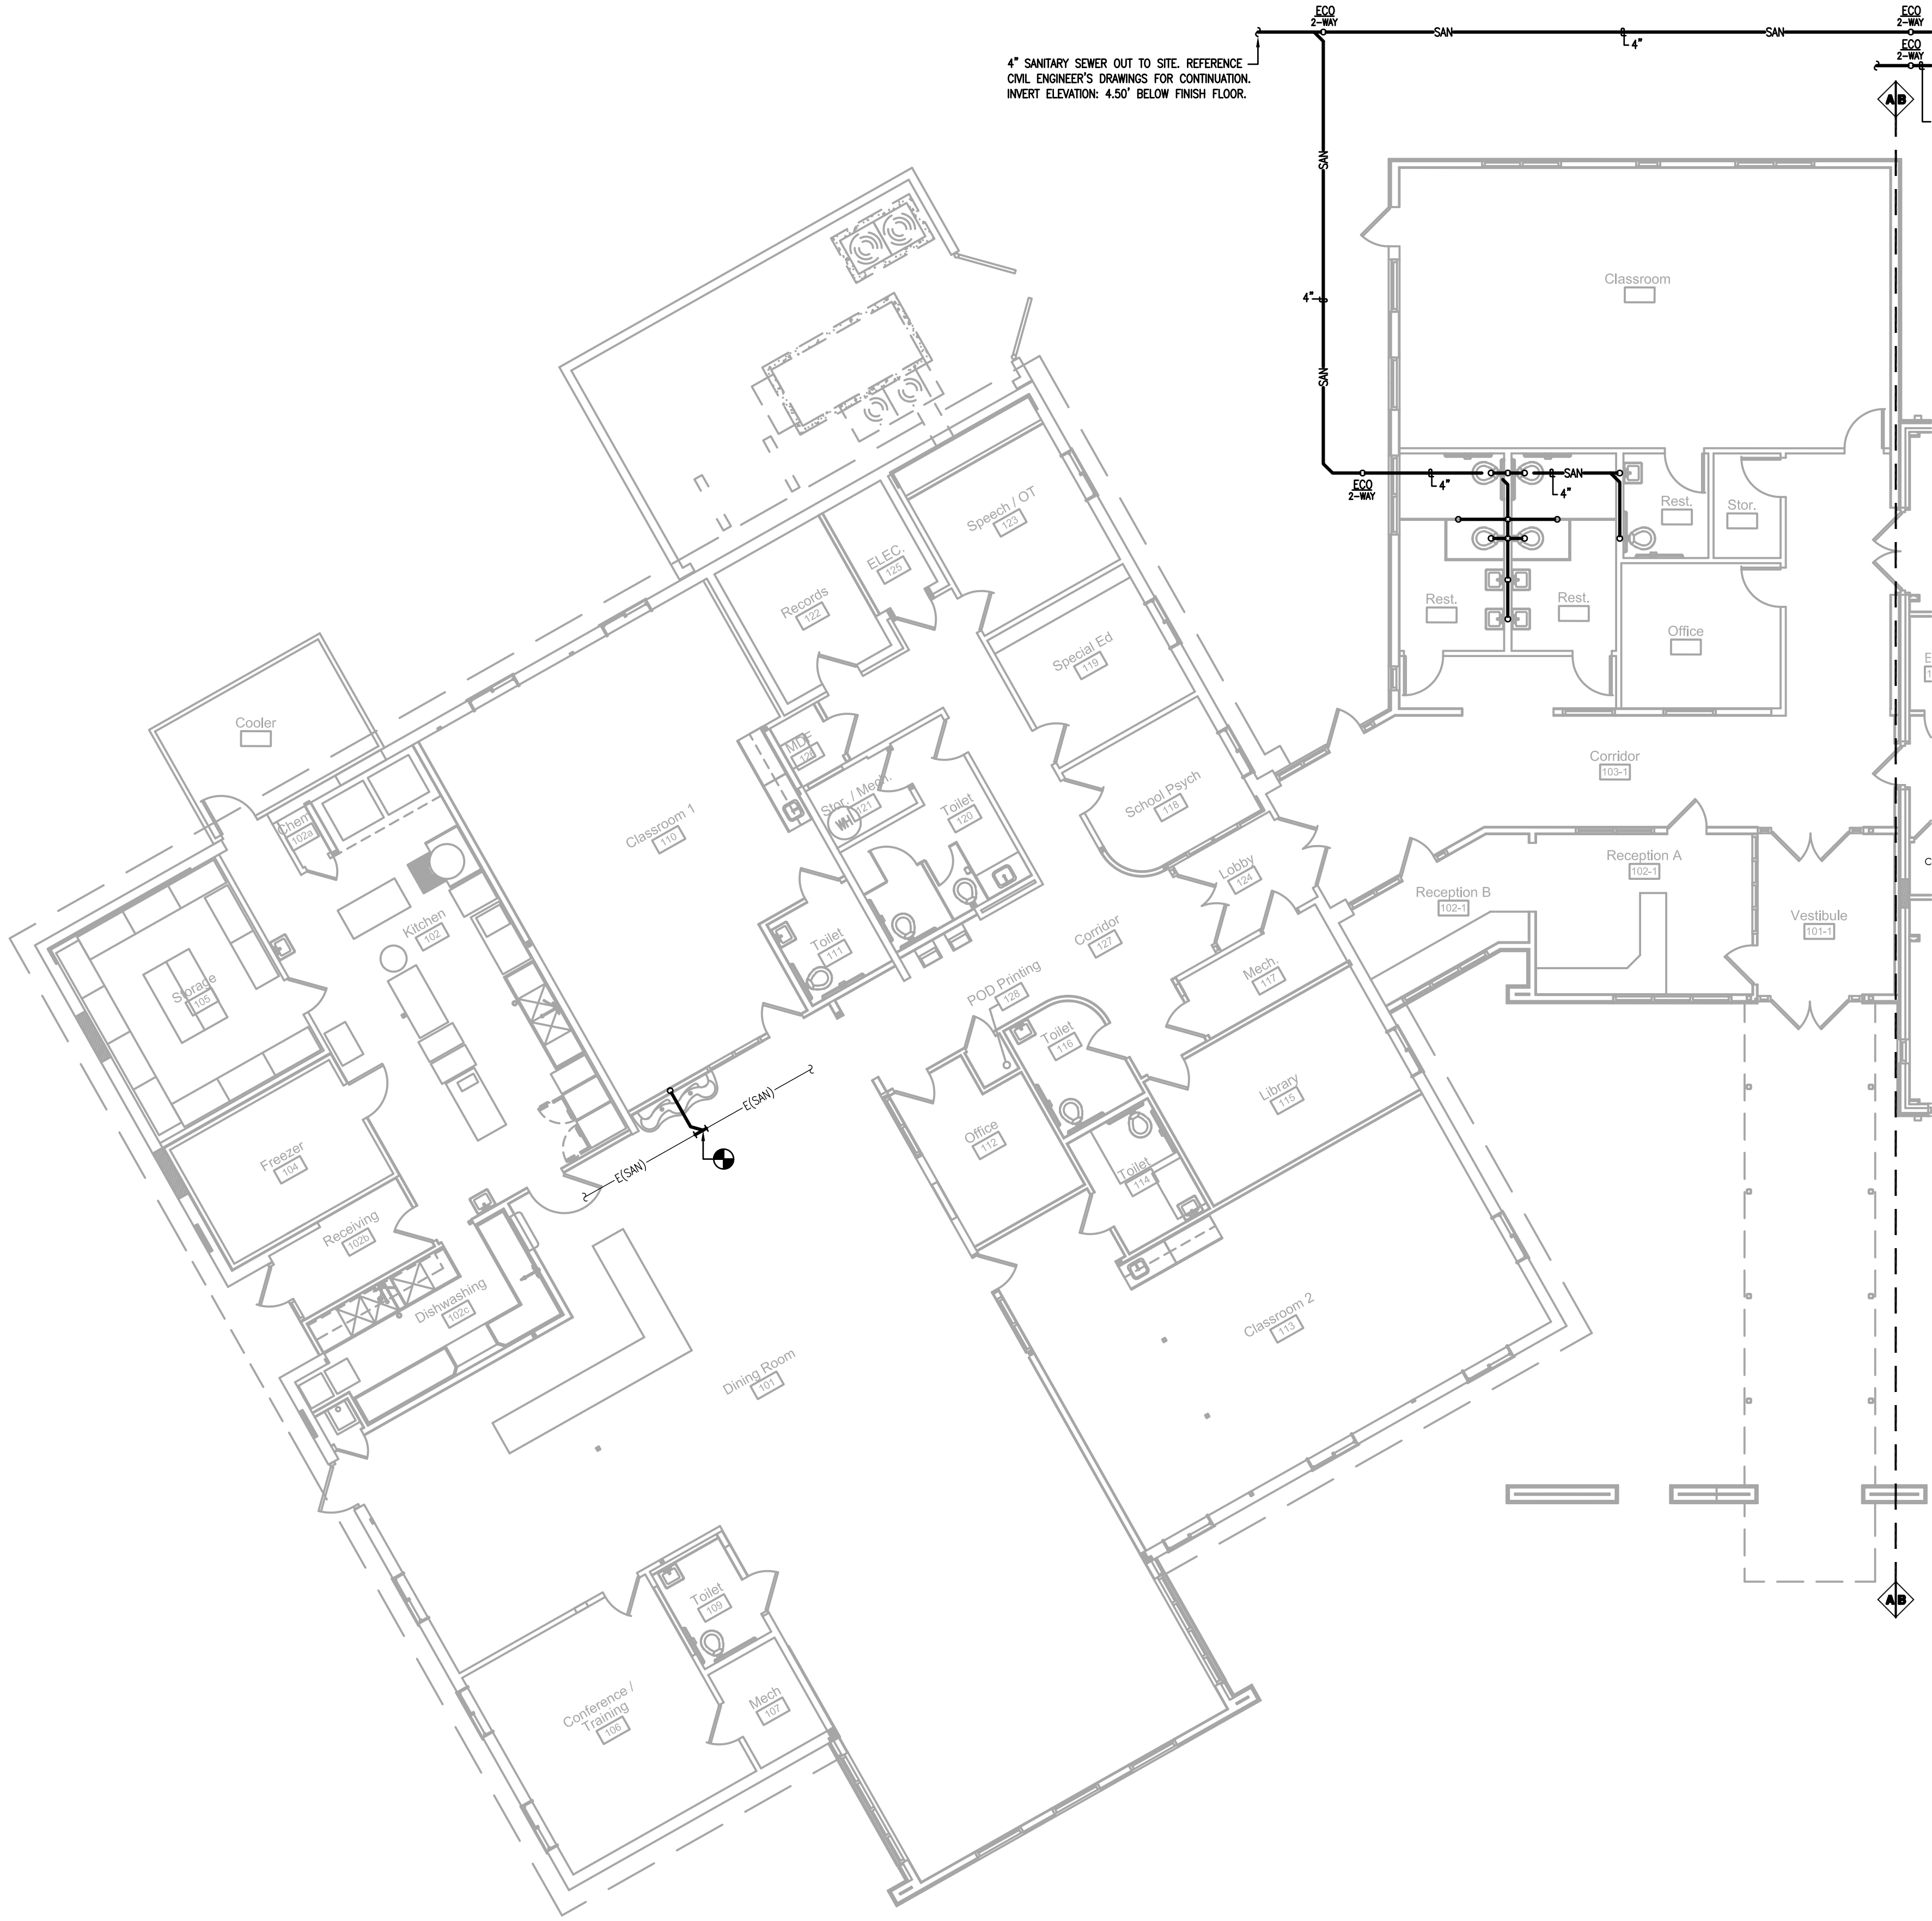 ECO
2-WAY
SAN
4"
SAN
ECO
2-WAY
ECO
2-WAY
4" SANITARY SEWER OUT TO SITE. REFERENCE
CIVIL ENGINEER'S DRAWINGS FOR CONTINUATION.
INVERT ELEVATION: 4.50' BELOW FINISH FLOOR.
A B
SAN
4"
SAN
Classroom
ECO
2-WAY
4"
4"
SAN
Rest.
Stor.
Rest.
Rest.
Office
Speech / OT
123
ELEC.
125
Records
122
Special Ed
119
Cooler
MDF
Stor. / Mech.
121
WH
Toilet
120
School Psych
118
Corridor
103-1
Chem
102a
Classroom 1
110
Lobby
124
Reception A
102-1
Reception B
102-1
Vestibule
101-1
Kitchen
102
Toilet
111
Corridor
127
Mech.
117
Storage
105
POD Printing
128
Toilet
116
Library
115
E(SAN)
E(SAN)
Office
112
Toilet
114
Freezer
104
Receiving
102b
Dishwashing
102c
Classroom 2
113
Dining Room
101
Toilet
109
Conference /
Training
106
Mech
107
A B